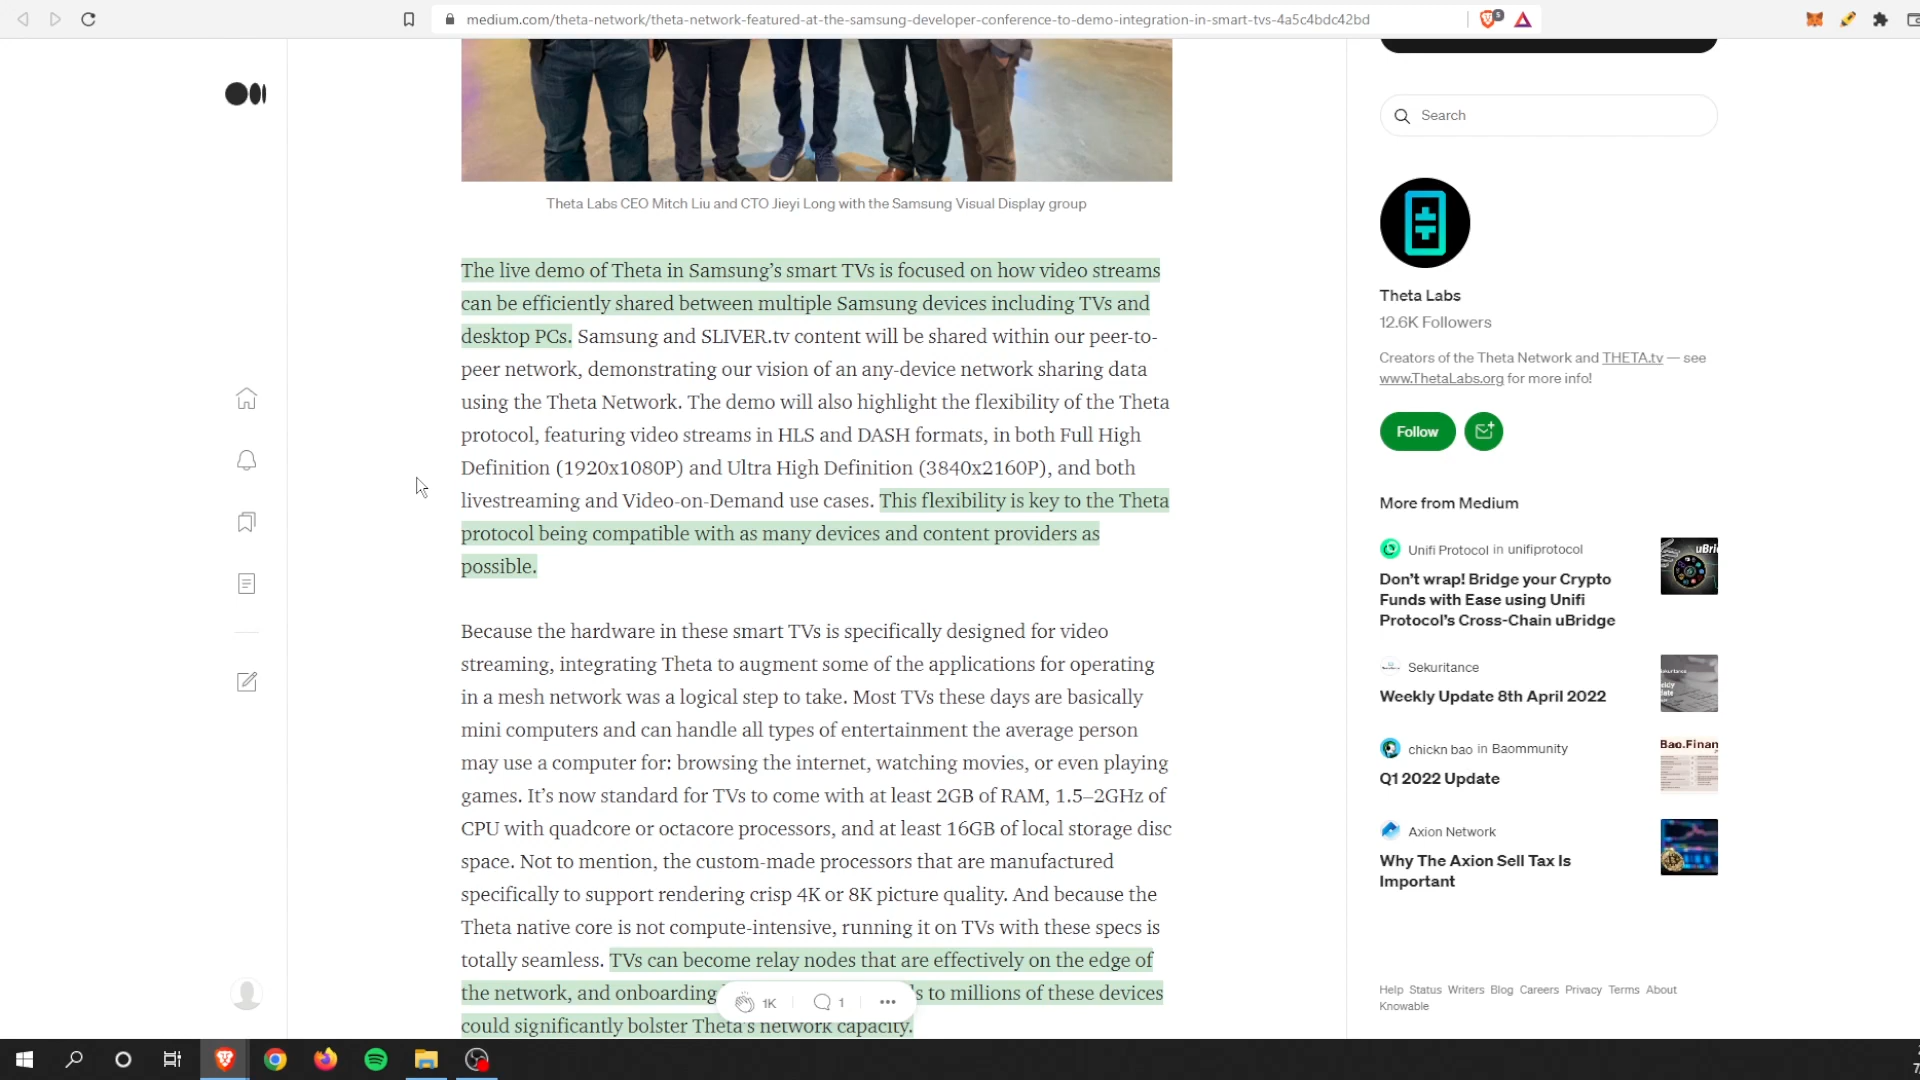 medium.com/theta-network/theta-network-featured-at-the-samsung-developer-conference-to-demo-integration-in-smart-tvs-4a5c4bdc42bd
Theta Labs CEO Mitch Liu and CTO Jieyi Long with the Samsung Visual Display group
The live demo of Theta in Samsung’s smart TVs is focused on how video streams
can be efficiently shared between multiple Samsung devices including TVs and
desktop PCs. Samsung and SLIVER.tv content will be shared within our peer-to-
peer network, demonstrating our vision of an any-device network sharing data
using the Theta Network. The demo will also highlight the flexibility of the Theta
protocol, featuring video streams in HLS and DASH formats, in both Full High
Definition (1920x1080P) and Ultra High Definition (3840x2160P), and both
livestreaming and Video-on-Demand use cases. This flexibility is key to the Theta
protocol being compatible with as many devices and content providers as
possible.
Because the hardware in these smart TVs is specifically designed for video
streaming, integrating Theta to augment some of the applications for operating
in a mesh network was a logical step to take. Most TVs these days are basically
mini computers and can handle all types of entertainment the average person
may use a computer for: browsing the internet, watching movies, or even playing
games. It’s now standard for TVs to come with at least 2GB of RAM, 1.5–2GHz of
CPU with quadcore or octacore processors, and at least 16GB of local storage disc
space. Not to mention, the custom-made processors that are manufactured
specifically to support rendering crisp 4K or 8K picture quality. And because the
Theta native core is not compute-intensive, running it on TVs with these specs is
totally seamless. TVs can become relay nodes that are effectively on the edge of
the network, and onboarding s to millions of these devices
could significantly bolster Theta’s network capacity.
1K
1
Search
Theta Labs
12.6K Followers
Creators of the Theta Network and THETA.tv — see
www.ThetaLabs.org for more info!
Follow
More from Medium
Unifi Protocol in unifiprotocol
Don’t wrap! Bridge your Crypto
Funds with Ease using Unifi
Protocol’s Cross-Chain uBridge
Sekuritance
Weekly Update 8th April 2022
chickn bao in Baommunity
Q1 2022 Update
Bao.Finan
Axion Network
Why The Axion Sell Tax Is
Important
Help Status Writers Blog Careers Privacy Terms About
Knowable